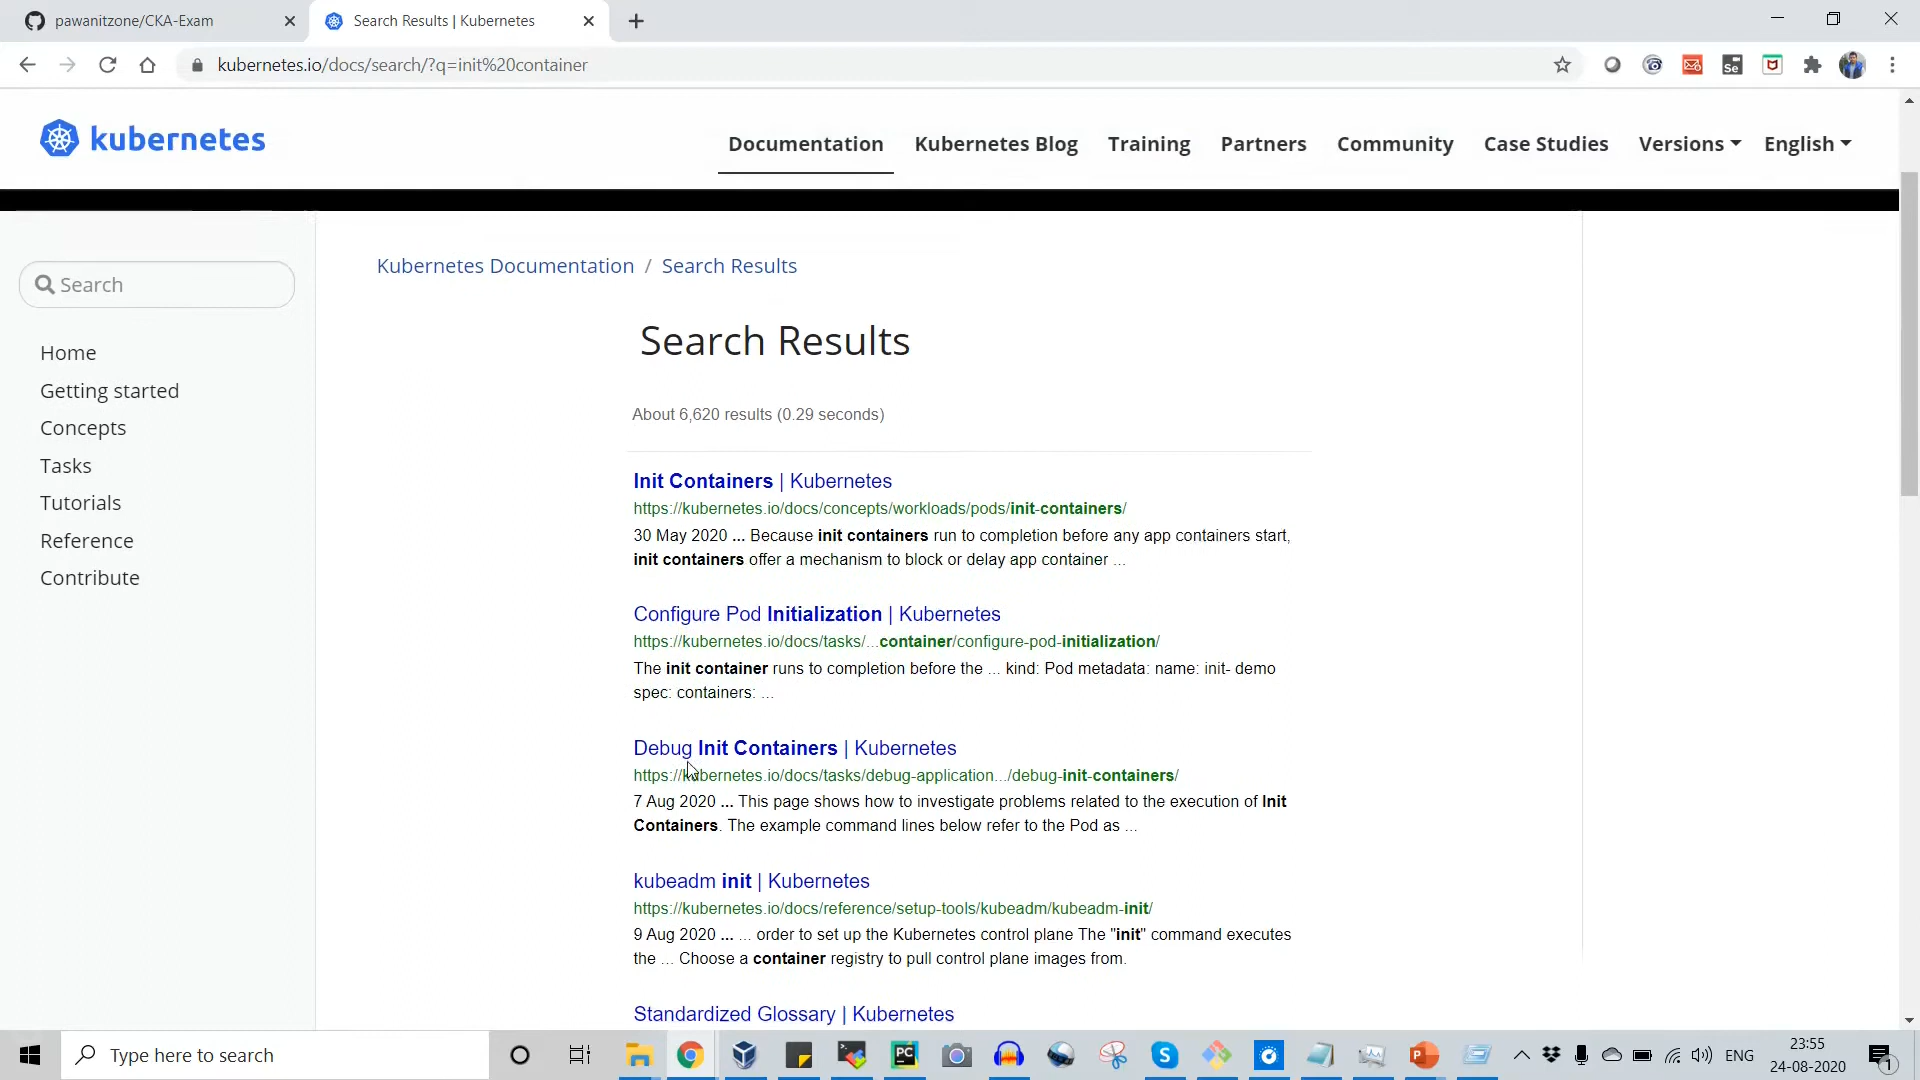 pawanitzone/CKA-Exam
Search Results | Kubernetes
kubernetes.io/docs/search/?q=init%20container
Se
kubernetes
Documentation
Kubernetes Blog
Training
Partners
Community
Case Studies
Versions
English
Search
Home
Getting started
Concepts
Tasks
Tutorials
Reference
Contribute
Kubernetes Documentation / Search Results
Search Results
About 6,620 results (0.29 seconds)
Init Containers | Kubernetes
https://kubernetes.io/docs/concepts/workloads/pods/init-containers/
30 May 2020 ... Because init containers run to completion before any app containers start,
init containers offer a mechanism to block or delay app container ...
Configure Pod Initialization | Kubernetes
https://kubernetes.io/docs/tasks/...container/configure-pod-initialization/
The init container runs to completion before the ... kind: Pod metadata: name: init- demo
spec: containers: ...
Debug Init Containers | Kubernetes
https://kubernetes.io/docs/tasks/debug-application.../debug-init-containers/
7 Aug 2020 ... This page shows how to investigate problems related to the execution of Init
Containers. The example command lines below refer to the Pod as ...
kubeadm init | Kubernetes
https://kubernetes.io/docs/reference/setup-tools/kubeadm/kubeadm-init/
9 Aug 2020 ... ... order to set up the Kubernetes control plane The "init" command executes
the ... Choose a container registry to pull control plane images from.
Standardized Glossary | Kubernetes
Type here to search
PC
S
P
ENG
23:55
24-08-2020
1